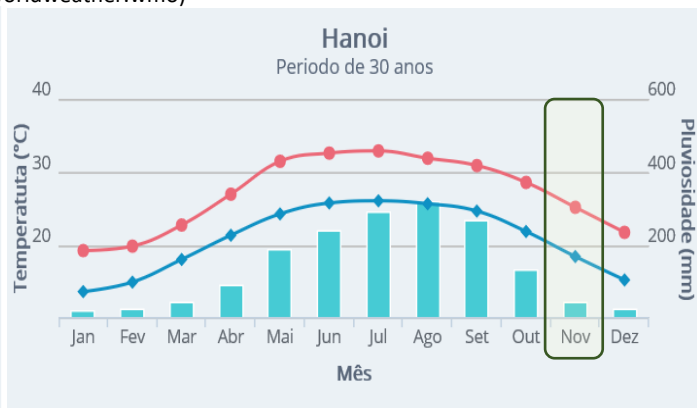 Hanoi
Periodo de 30 anos
40
600
30
400
20
200
Temperatuta (°C)
Pluviosidade (mm)
Jan Fev Mar Abr Mai Jun Jul Ago Set Out Nov Dez
Mês